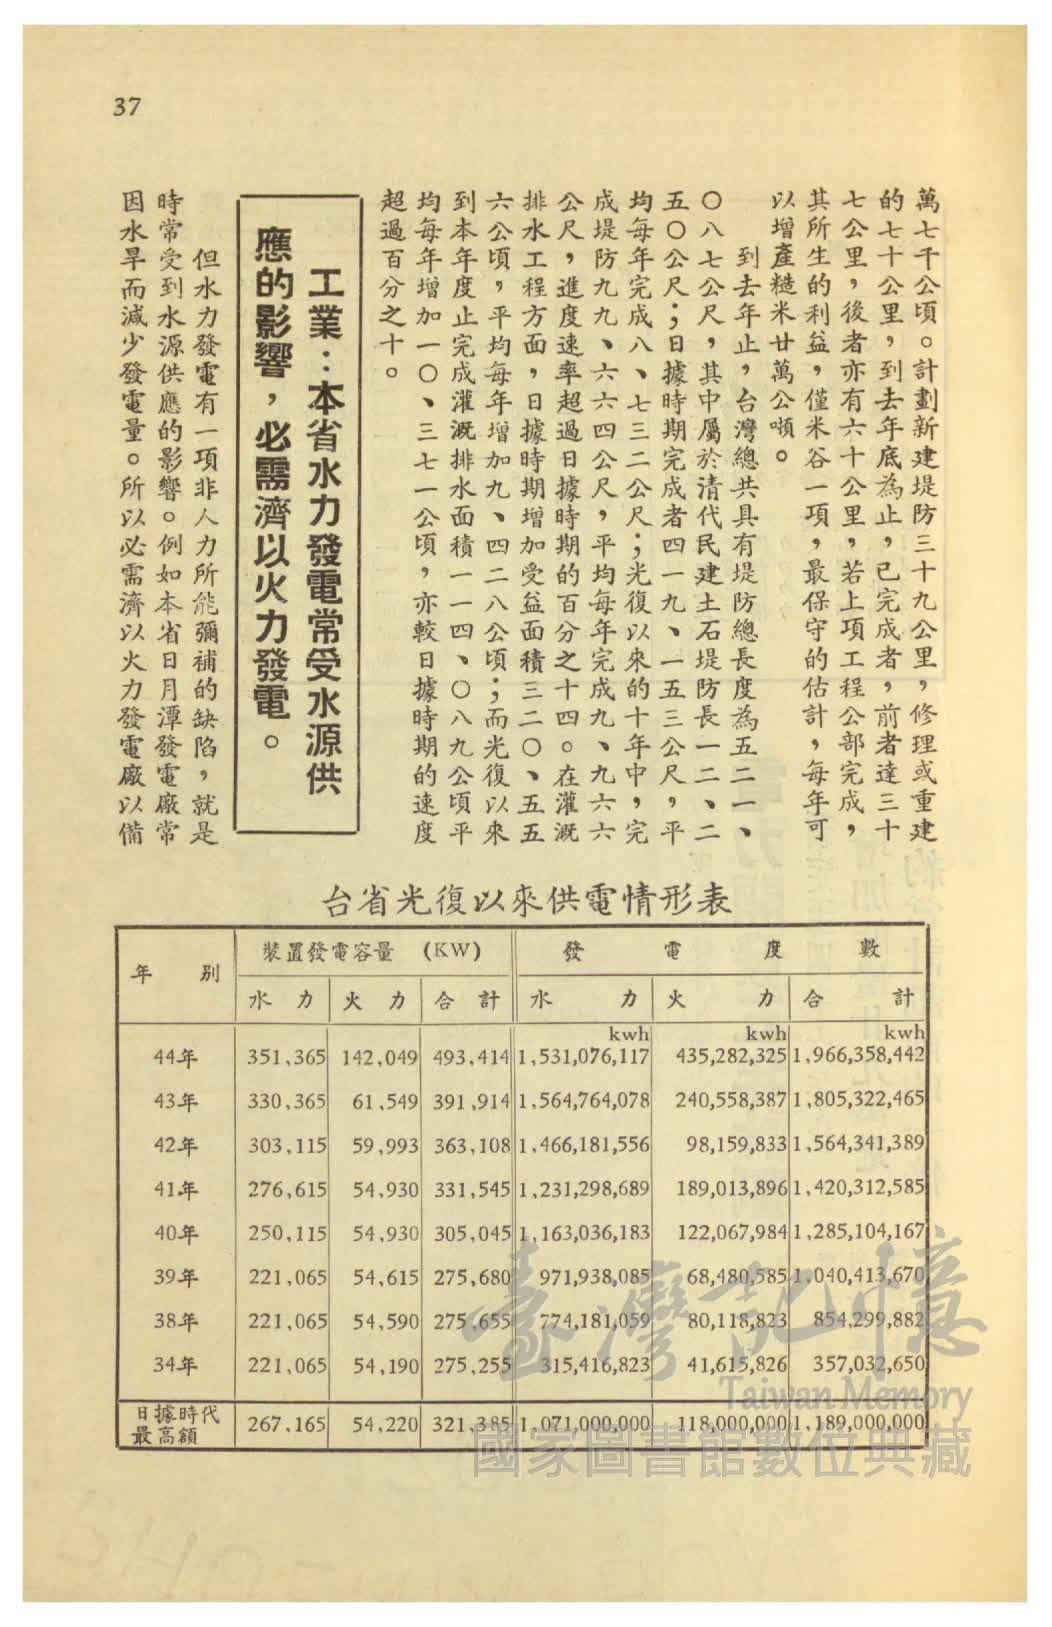 37
萬七千公頃。計劃新建堤防三十九公里，修理或重建
的七十公里，到去年底為止，已完成者，前者達三十
七公里，後者亦有六十公里，若上項工程公部完成，
其所生的利益，僅米谷一項，最保守的估計，每年可
以增產糙米廿萬公噸。
到去年止，台灣總共具有堤防總長度為五二一、
〇八七公尺，其中屬於清代民建土石堤防長一二、二
五〇公尺；日據時期完成者四一九、一五三公尺，平
均每年完成八、七三二公尺；光復以來的十年中，完
成堤防九九、六六四公尺，平均每年完成九、九六六
公尺，進度速率超過日據時期的百分之十四。在灌溉
排水工程方面，日據時期增加受益面積三二〇、五五
六公頃，平均每年增加九、四二八公頃；而光復以來
到本年度止完成灌溉排水面積一一四、〇八九公頃平
均每年增加一〇、三七一公頃，亦較日據時期的速度
超過百分之十。
工業：本省水力發電常受水源供
應的影響，必需濟以火力發電。
但水力發電有一項非人力所能彌補的缺陷，就是
時常受到水源供應的影響。例如本省日月潭發電廠常
因水旱而減少發電量。所以必需濟以火力發電廠以備
台省光復以來供電情形表
年別 裝置發電容量 (KW) 發電度數
水力 火力 合計 水力 火力 合計
kwh kwh kwh
44年 351,365 142,049 493,414 1,531,076,117 435,282,325 1,966,358,442
43年 330,365 61,549 391,914 1,564,764,078 240,558,387 1,805,322,465
42年 303,115 59,993 363,108 1,466,181,556 98,159,833 1,564,341,389
41年 276,615 54,930 331,545 1,231,298,689 189,013,896 1,420,312,585
40年 250,115 54,930 305,045 1,163,036,183 122,067,984 1,285,104,167
39年 221,065 54,615 275,680 971,938,085 68,480,585 1,040,413,670
38年 221,065 54,590 275,655 774,181,059 80,118,823 854,299,882
34年 221,065 54,190 275,255 315,416,823 41,615,826 357,032,650
日據時代
最高額 267,165 54,220 321,385 1,071,000,000 118,000,000 1,189,000,000
臺灣記憶
Taiwan Memory
國家圖書館數位典藏